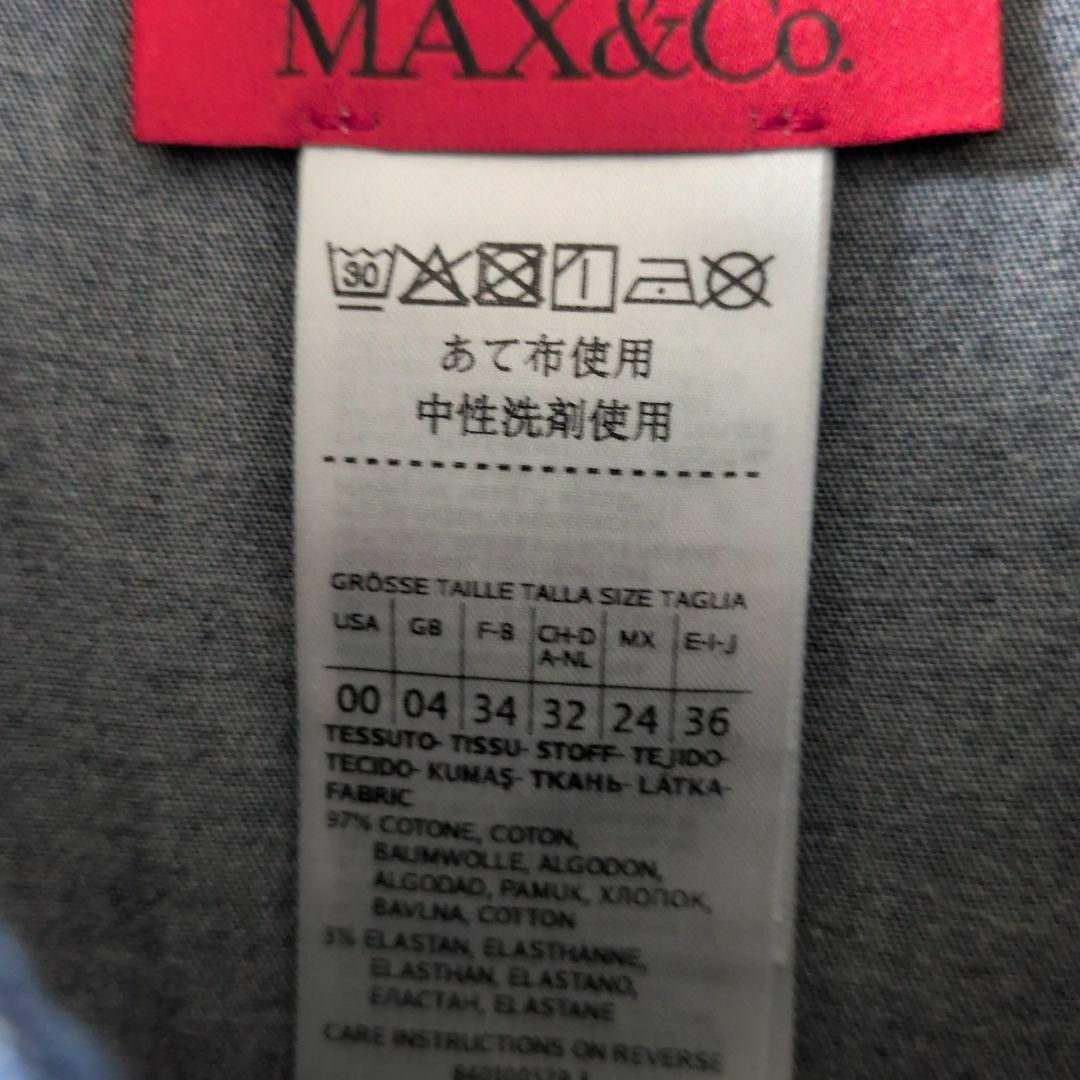 MAX&Co.
30
あて布使用
中性洗剤使用
GRÖSSE TAILLE TALLA SIZE TAGLIA
USA GB F-B CH-D A-NL MX E-I-J
00 04 34 32 24 36
TESSUTO- TISSU- STOFF- TEJIDO-
TECIDO- KUMAŞ- ТКАНЬ- LÁTKA-
FABRIC
97% COTONE, COTON,
BAUMWOLLE, ALGODON,
ALGODAO, PAMUK, ХЛОПОК,
BAVLNA, COTTON
3% ELASTAN, ELASTHANNE,
ELASTHAN, ELASTANO,
ЕЛАСТАН, ELASTANE
CARE INSTRUCTIONS ON REVERSE